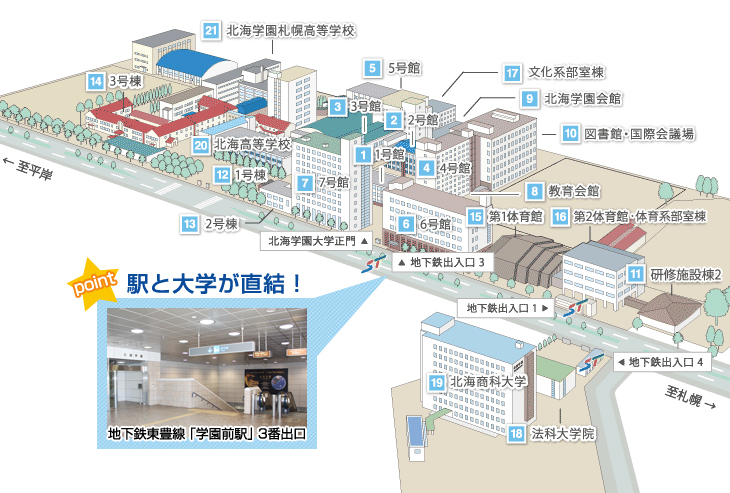 21 北海学園札幌高等学校
14 3号棟
5 5号館
17 文化系部室棟
9 北海学園会館
3 3号館
2 2号館
10 図書館・国際会議場
20 北海高等学校
1 1号館
4 4号館
12 1号棟
7 7号館
8 教育会館
← 至平岸
13 2号棟
6 6号館
15 第1体育館
16 第2体育館・体育系部室棟
北海学園大学正門 ▲
▲ 地下鉄出入口 3
11 研修施設棟2
point 駅と大学が直結！
地下鉄出入口 1 ▶
◀ 地下鉄出入口 4
19 北海商科大学
至札幌 →
18 法科大学院
地下鉄東豊線「学園前駅」3番出口